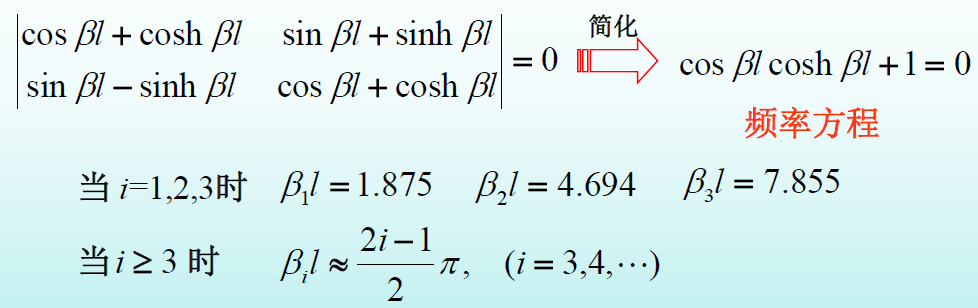 |cos βl + cosh βl  sin βl + sinh βl|
|sin βl − sinh βl  cos βl + cosh βl| = 0 简化 cos βl cosh βl + 1 = 0
频率方程
当 i=1,2,3时 β₁l = 1.875 β₂l = 4.694 β₃l = 7.855
当 i ≥ 3 时 βᵢl ≈ (2i−1)/2 π, (i = 3,4,⋯)